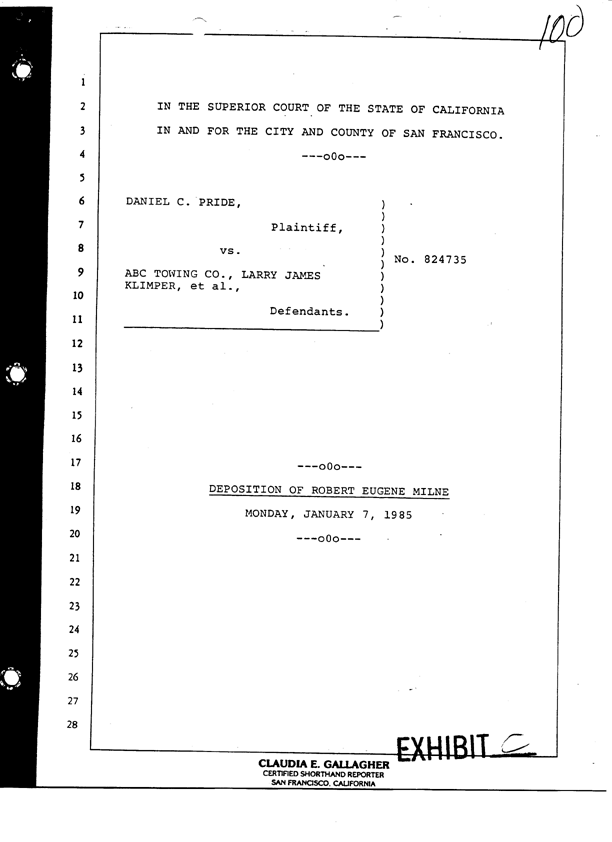 100
1
2 IN THE SUPERIOR COURT OF THE STATE OF CALIFORNIA
3 IN AND FOR THE CITY AND COUNTY OF SAN FRANCISCO.
4 ---oOo---
5
6 DANIEL C. PRIDE, )
)
7 Plaintiff, )
)
8 vs. )
) No. 824735
9 ABC TOWING CO., LARRY JAMES )
KLIMPER, et al., )
10 )
)
11 Defendants. )
)
12
13
14
15
16
17 ---oOo---
18 DEPOSITION OF ROBERT EUGENE MILNE
19 MONDAY, JANUARY 7, 1985
20 ---oOo---
21
22
23
24
25
26
27
28
EXHIBIT C
CLAUDIA E. GALLAGHER
CERTIFIED SHORTHAND REPORTER
SAN FRANCISCO, CALIFORNIA